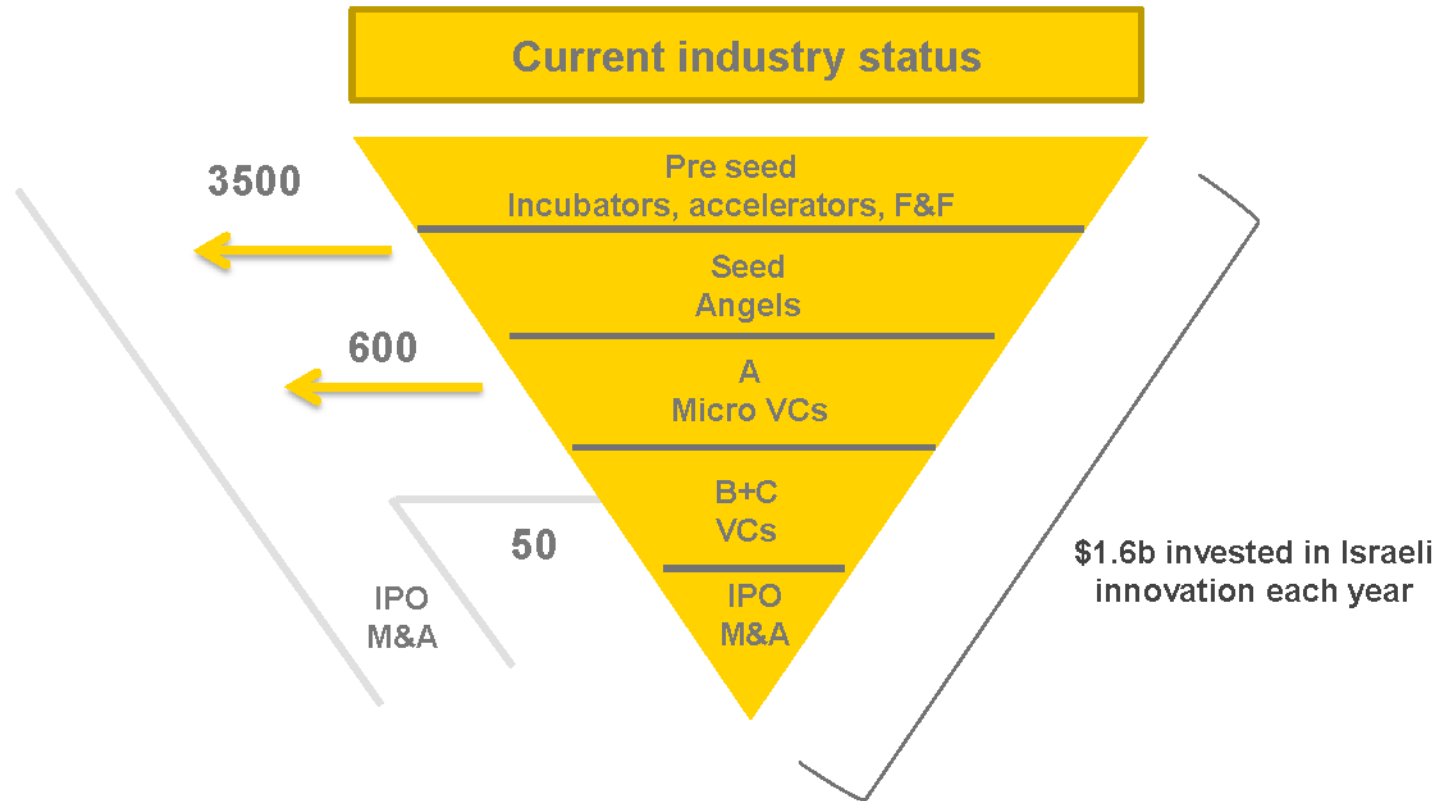 Current industry status
3500
Pre seed
Incubators, accelerators, F&F
Seed
Angels
600
A
Micro VCs
B+C
VCs
50
IPO
M&A
IPO
M&A
$1.6b invested in Israeli
innovation each year